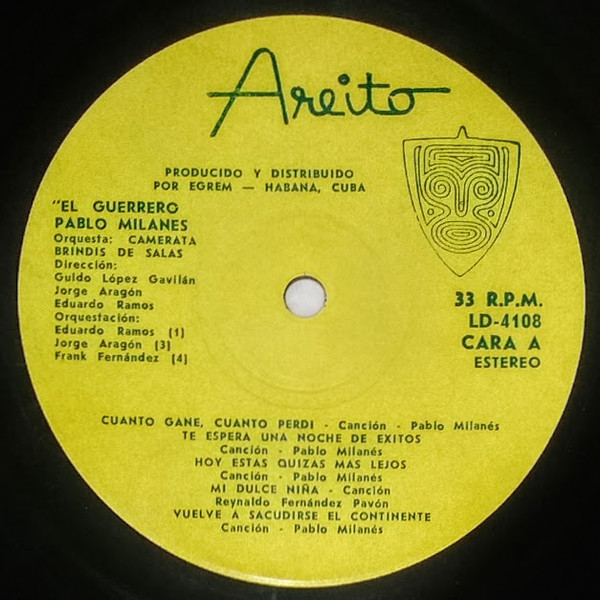 Areito
PRODUCIDO Y DISTRIBUIDO
POR EGREM — HABANA, CUBA
"EL GUERRERO
PABLO MILANES
Orquesta: CAMERATA
BRINDIS DE SALAS
Dirección:
Guido López Gavilán
Jorge Aragón
Eduardo Ramos
Orquestación:
Eduardo Ramos (1)
Jorge Aragón (3)
Frank Fernández (4)
33 R.P.M.
LD-4108
CARA A
ESTEREO
CUANTO GANE, CUANTO PERDI - Canción - Pablo Milanés
TE ESPERA UNA NOCHE DE EXITOS
Canción - Pablo Milanés
HOY ESTAS QUIZAS MAS LEJOS
Canción - Pablo Milanés
MI DULCE NIÑA - Canción
Reynaldo Fernández Pavón
VUELVE A SACUDIRSE EL CONTINENTE
Canción - Pablo Milanés